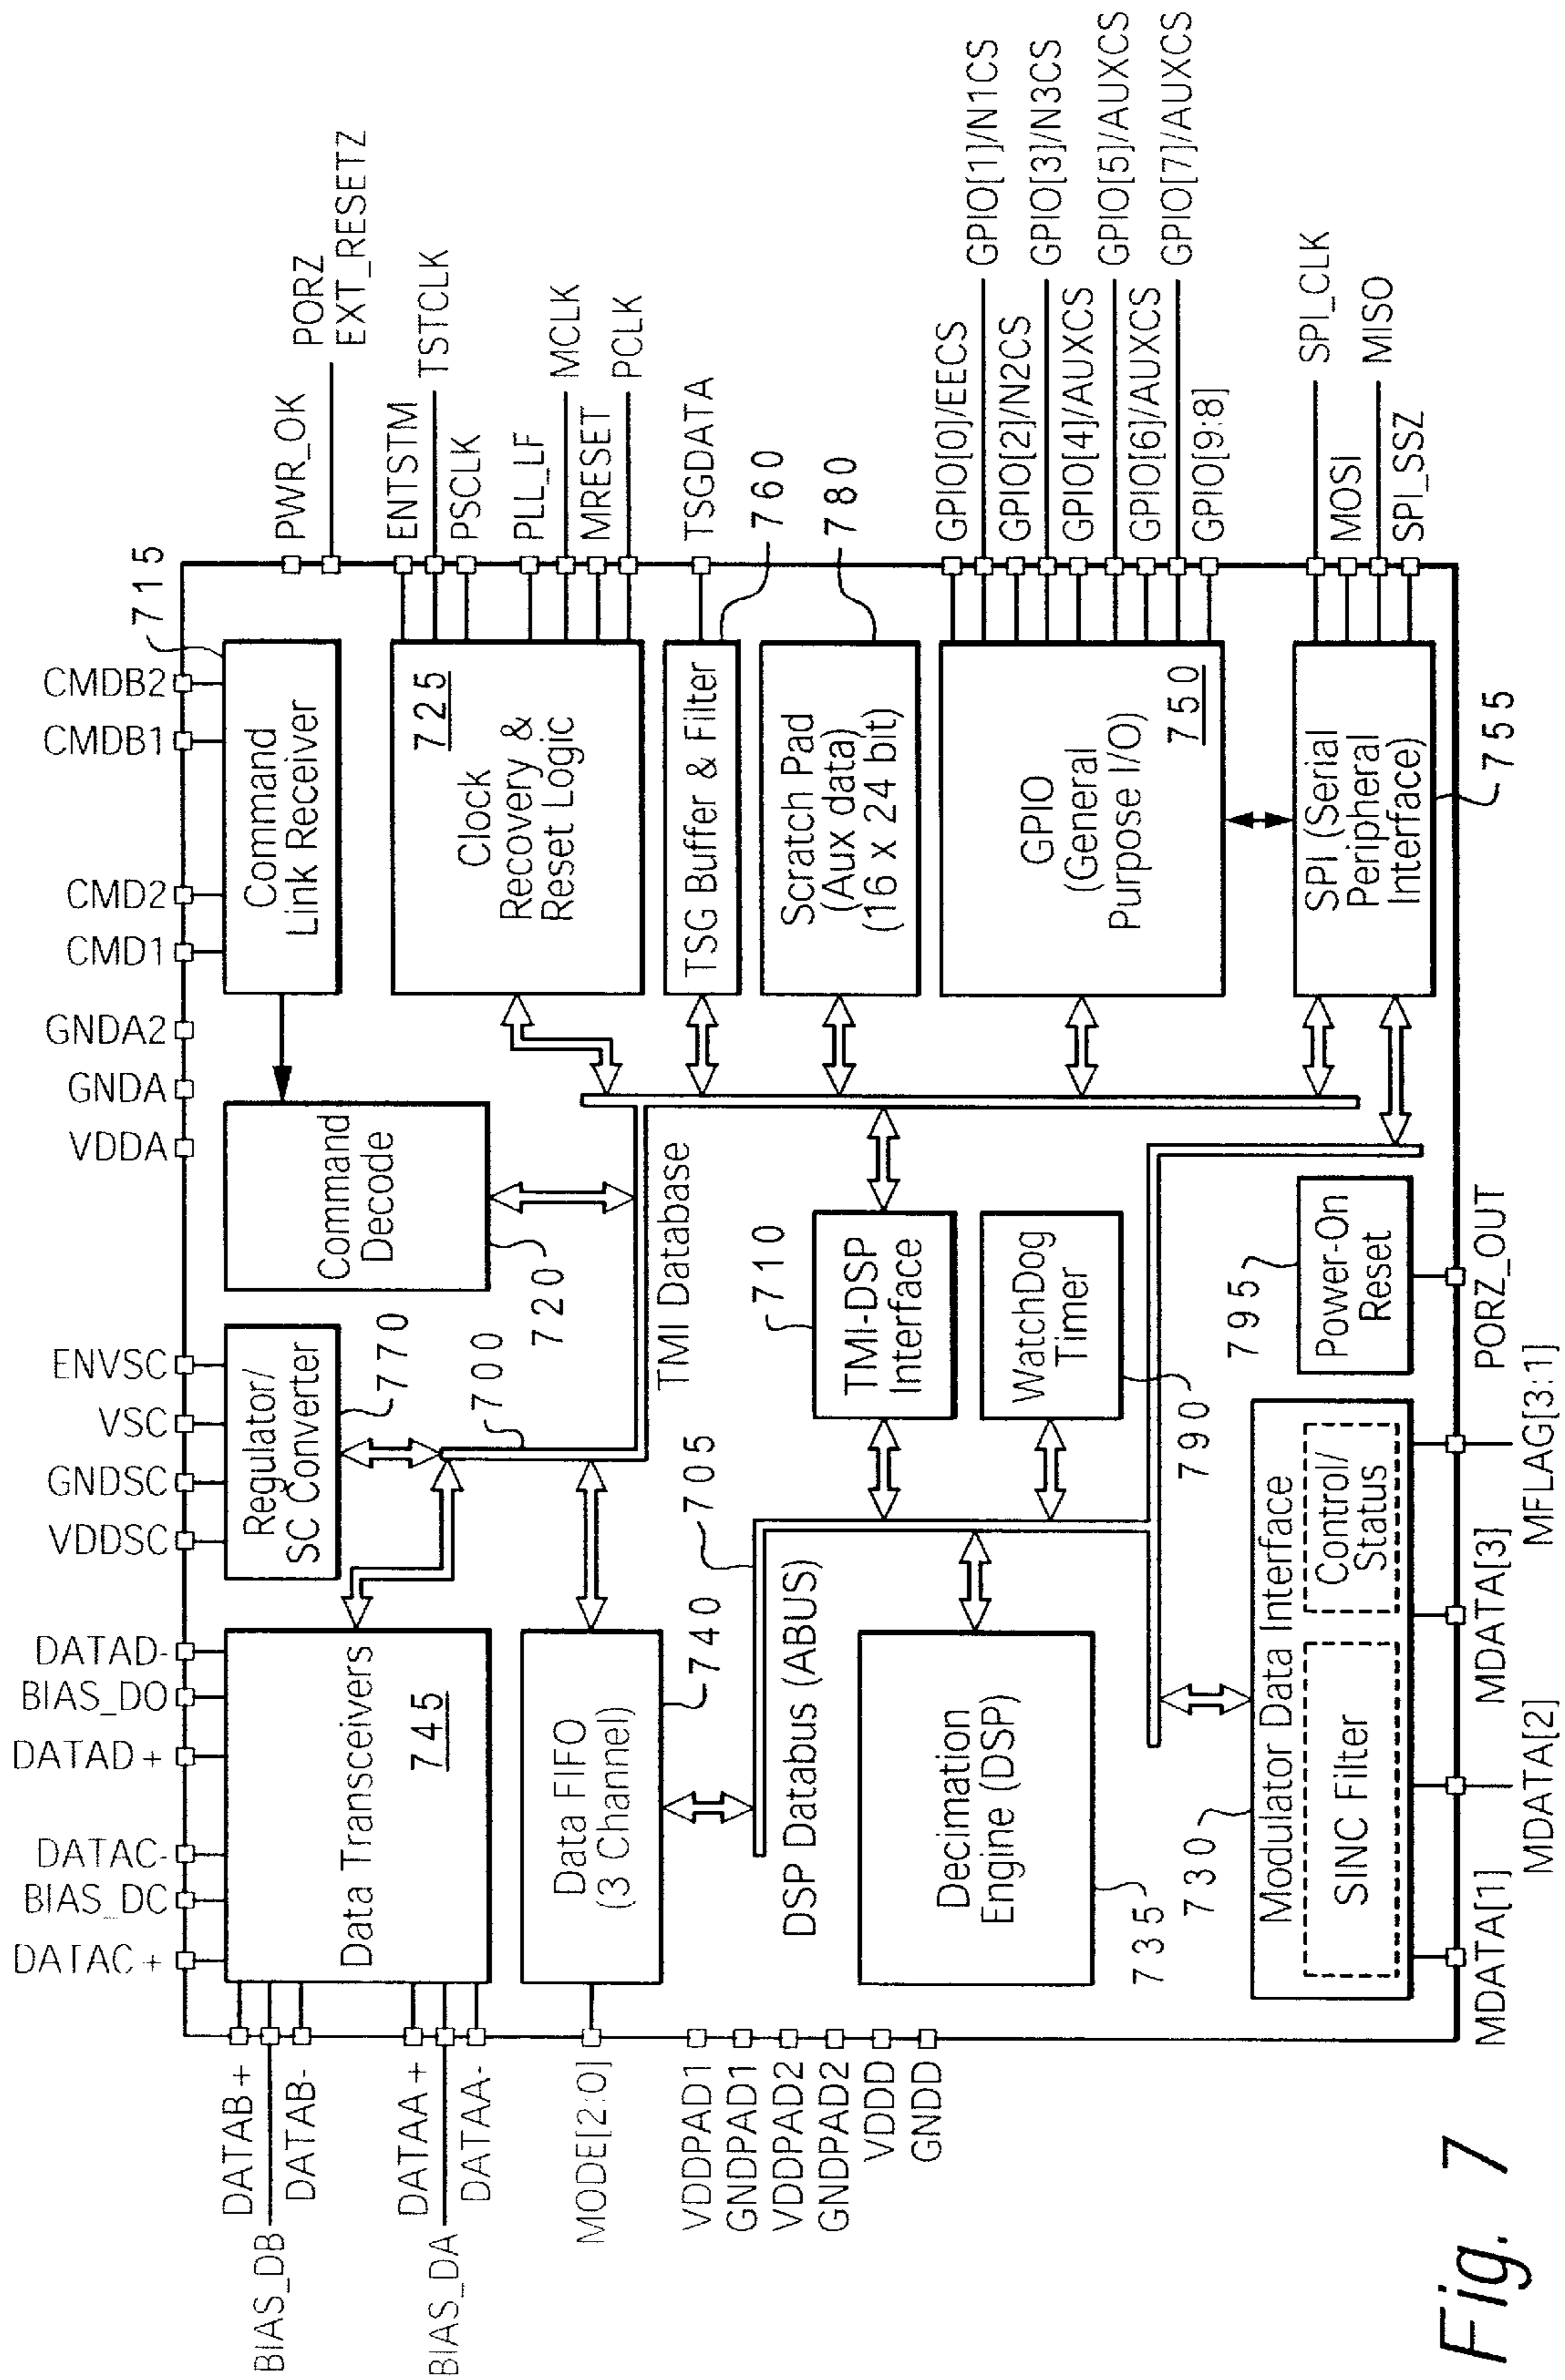 CMDB2
CMDB1
CMD2
CMD1
GNDA2
GNDA
VDDA
ENVSC
VSC
GNDSC
VDDSC
DATAD-
BIAS_DO
DATAD +
DATAC-
BIAS_DC
DATAC +
715
PWR_OK
PORZ
EXT_RESETZ
ENTSTM
TSTCLK
PSCLK
PLL_LF
MCLK
MRESET
PCLK
TSGDATA
760
780
GPIO[0]/EECS
GPIO[1]/N1CS
GPIO[2]/N2CS
GPIO[3]/N3CS
GPIO[4]/AUXCS
GPIO[5]/AUXCS
GPIO[6]/AUXCS
GPIO[7]/AUXCS
GPIO[9:8]
SPI_CLK
MOSI
MISO
SPI_SSZ
755
Command
Link Receiver
725
Clock
Recovery &
Reset Logic
TSG Buffer & Filter
Scratch Pad
(Aux data)
(16 x 24 bit)
GPIO
(General
Purpose I/O)
750
SPI (Serial
Peripheral
Interface)
Command
Decode
720
TMI Database
Regulator/
SC Converter
770
700
710
TMI-DSP
Interface
WatchDog
Timer
790
795
Power-On
Reset
PORZ_OUT
Data Transceivers
745
Data FIFO
(3 Channel)
740
705
DSP Databus (ABUS)
Decimation
Engine (DSP)
735
730
Modulator Data Interface
SINC Filter
Control/
Status
MFLAG[3:1]
MDATA[3]
MDATA[2]
MDATA[1]
DATAB +
BIAS_DB
DATAB-
DATAA +
BIAS_DA
DATAA-
MODE[2:0]
VDDPAD1
GNDPAD1
VDDPAD2
GNDPAD2
VDDD
GNDD
Fig. 7